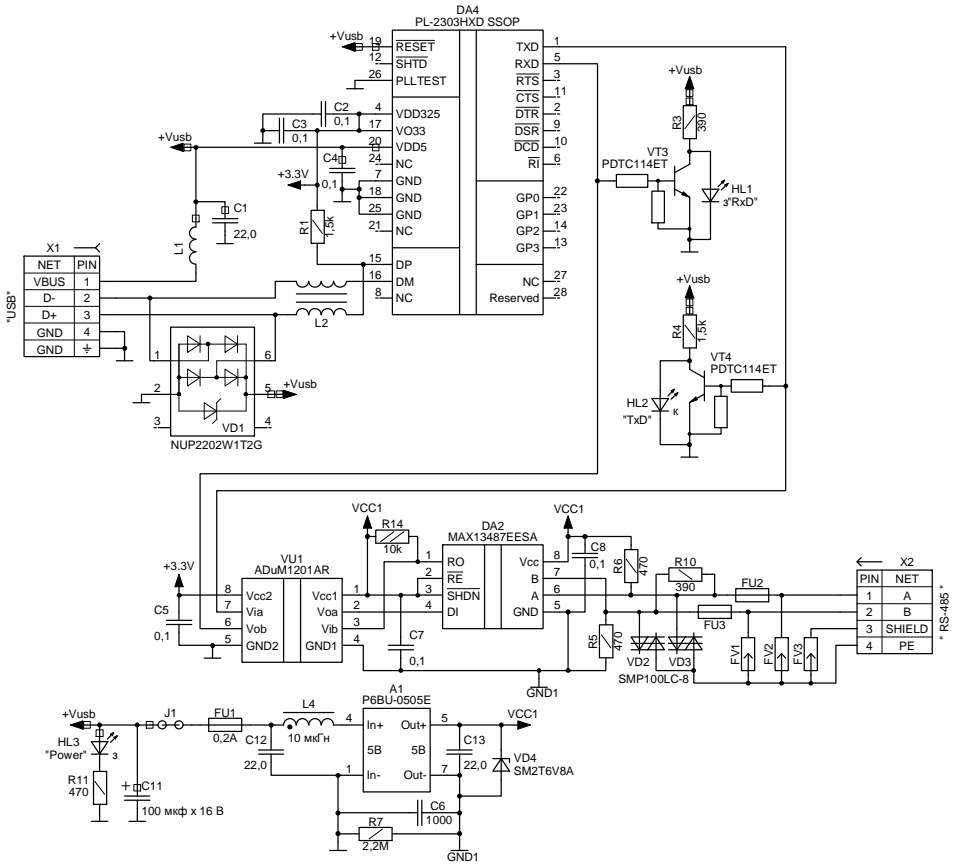 DA4
PL-2303HXD SSOP
+Vusb
19 RESET TXD 1
12 SHTD RXD 5
26 PLLTEST RTS 3
CTS 11
4 VDD325 DTR 2
17 VO33 DSR 9
20 VDD5 DCD 10
24 NC RI 6
7 GND
18 GND GP0 22
25 GND GP1 23
21 NC GP2 14
GP3 13
15 DP
16 DM NC 27
8 NC Reserved 28
C2
0,1
C3
0,1
+Vusb
C4
0,1
+3.3V
R1
1,5k
C1
22,0
L1
L2
X1
NET PIN
VBUS 1
D- 2
D+ 3
GND 4
GND
"USB"
1 6
2 5
3 4
+Vusb
VD1
NUP2202W1T2G
+Vusb
R3
390
VT3
PDTC114ET
HL1
з"RxD"
+Vusb
R4
1,5k
VT4
PDTC114ET
HL2
"TxD"
к
VU1
ADuM1201AR
+3.3V
C5
0,1
8 Vcc2 Vcc1 1
7 Via Voa 2
6 Vob Vib 3
5 GND2 GND1 4
VCC1
R14
10k
C7
0,1
DA2
MAX13487EESA
1 RO Vcc 8
2 RE B 7
3 SHDN A 6
4 DI GND 5
VCC1
C8
0,1
R6
470
R5
470
R10
390
FU2
FU3
VD2
VD3
SMP100LC-8
FV1
FV2
FV3
GND1
X2
PIN NET
1 A
2 B
3 SHIELD
4 PE
" RS-485"
+Vusb
J1
FU1
0,2A
L4
10 мкГн
HL3
"Power"
з
R11
470
+
C11
100 мкф x 16 В
C12
22,0
A1
P6BU-0505E
4 In+ Out+ 5
5В 5В
1 In- Out- 7
C13
22,0
VCC1
VD4
SM2T6V8A
C6
1000
R7
2,2M
GND1